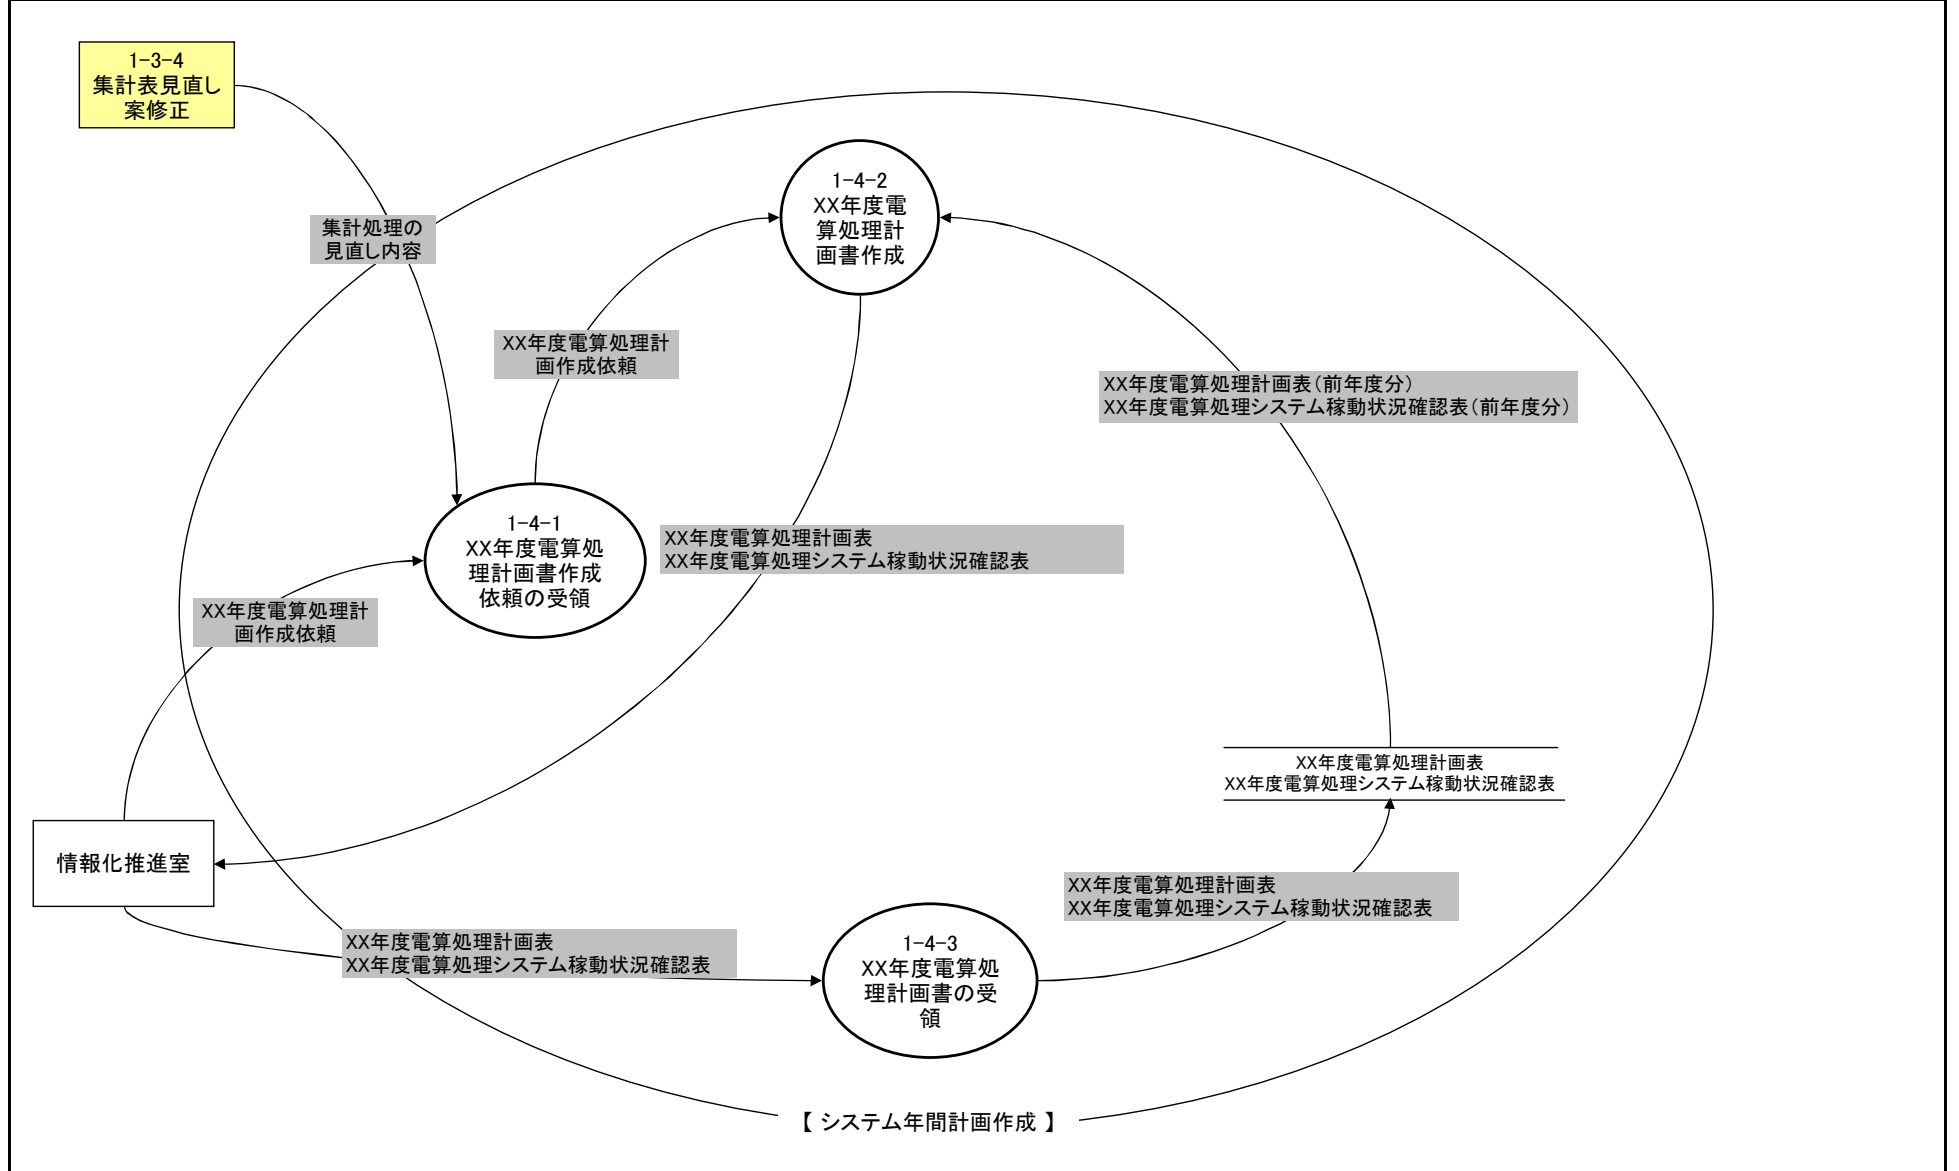 1-3-4
集計表見直し
案修正
1-4-2
XX年度電
算処理計
画書作成
集計処理の
見直し内容
XX年度電算処理計
画作成依頼
XX年度電算処理計画表(前年度分)
XX年度電算処理システム稼動状況確認表(前年度分)
1-4-1
XX年度電算処
理計画書作成
依頼の受領
XX年度電算処理計画表
XX年度電算処理システム稼動状況確認表
XX年度電算処理計
画作成依頼
XX年度電算処理計画表
XX年度電算処理システム稼動状況確認表
情報化推進室
XX年度電算処理計画表
XX年度電算処理システム稼動状況確認表
XX年度電算処理計画表
XX年度電算処理システム稼動状況確認表
1-4-3
XX年度電算処
理計画書の受
領
【 システム年間計画作成 】